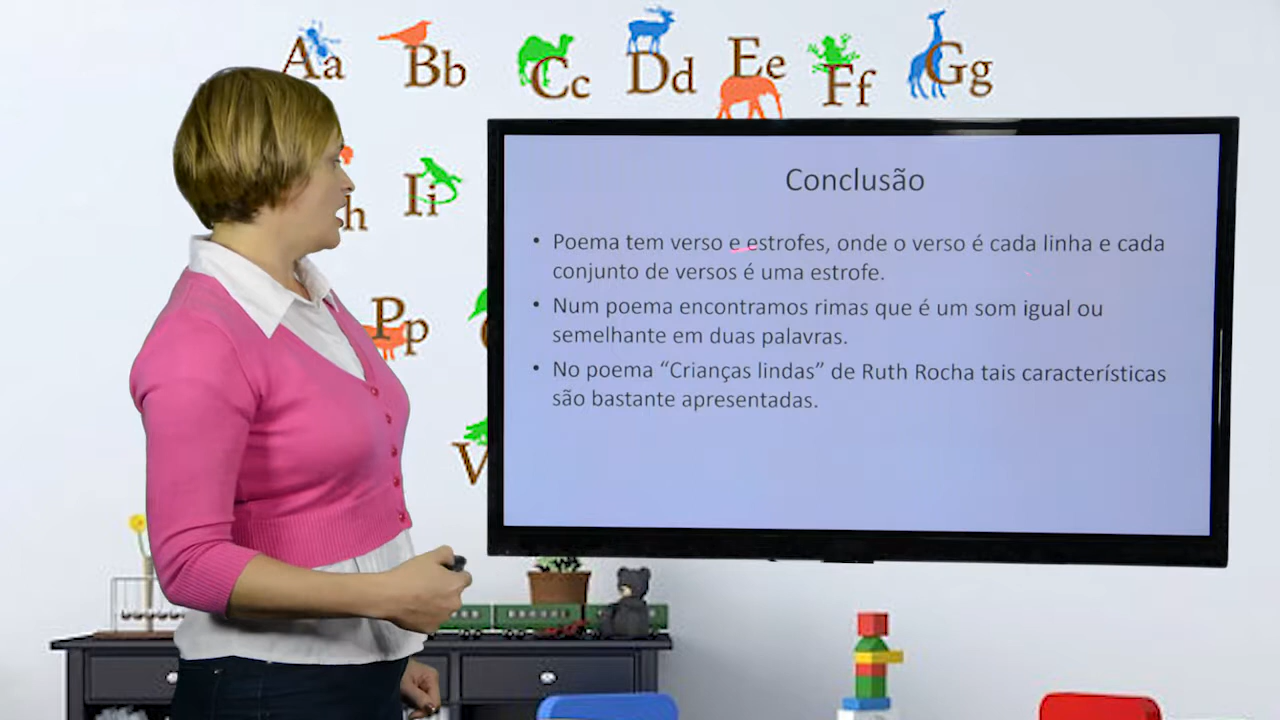 Aa Bb Cc Dd Ee Ff Gg
h Ii
Pp
V
Conclusão
• Poema tem verso e estrofes, onde o verso é cada linha e cada
conjunto de versos é uma estrofe.
• Num poema encontramos rimas que é um som igual ou
semelhante em duas palavras.
• No poema “Crianças lindas” de Ruth Rocha tais características
são bastante apresentadas.